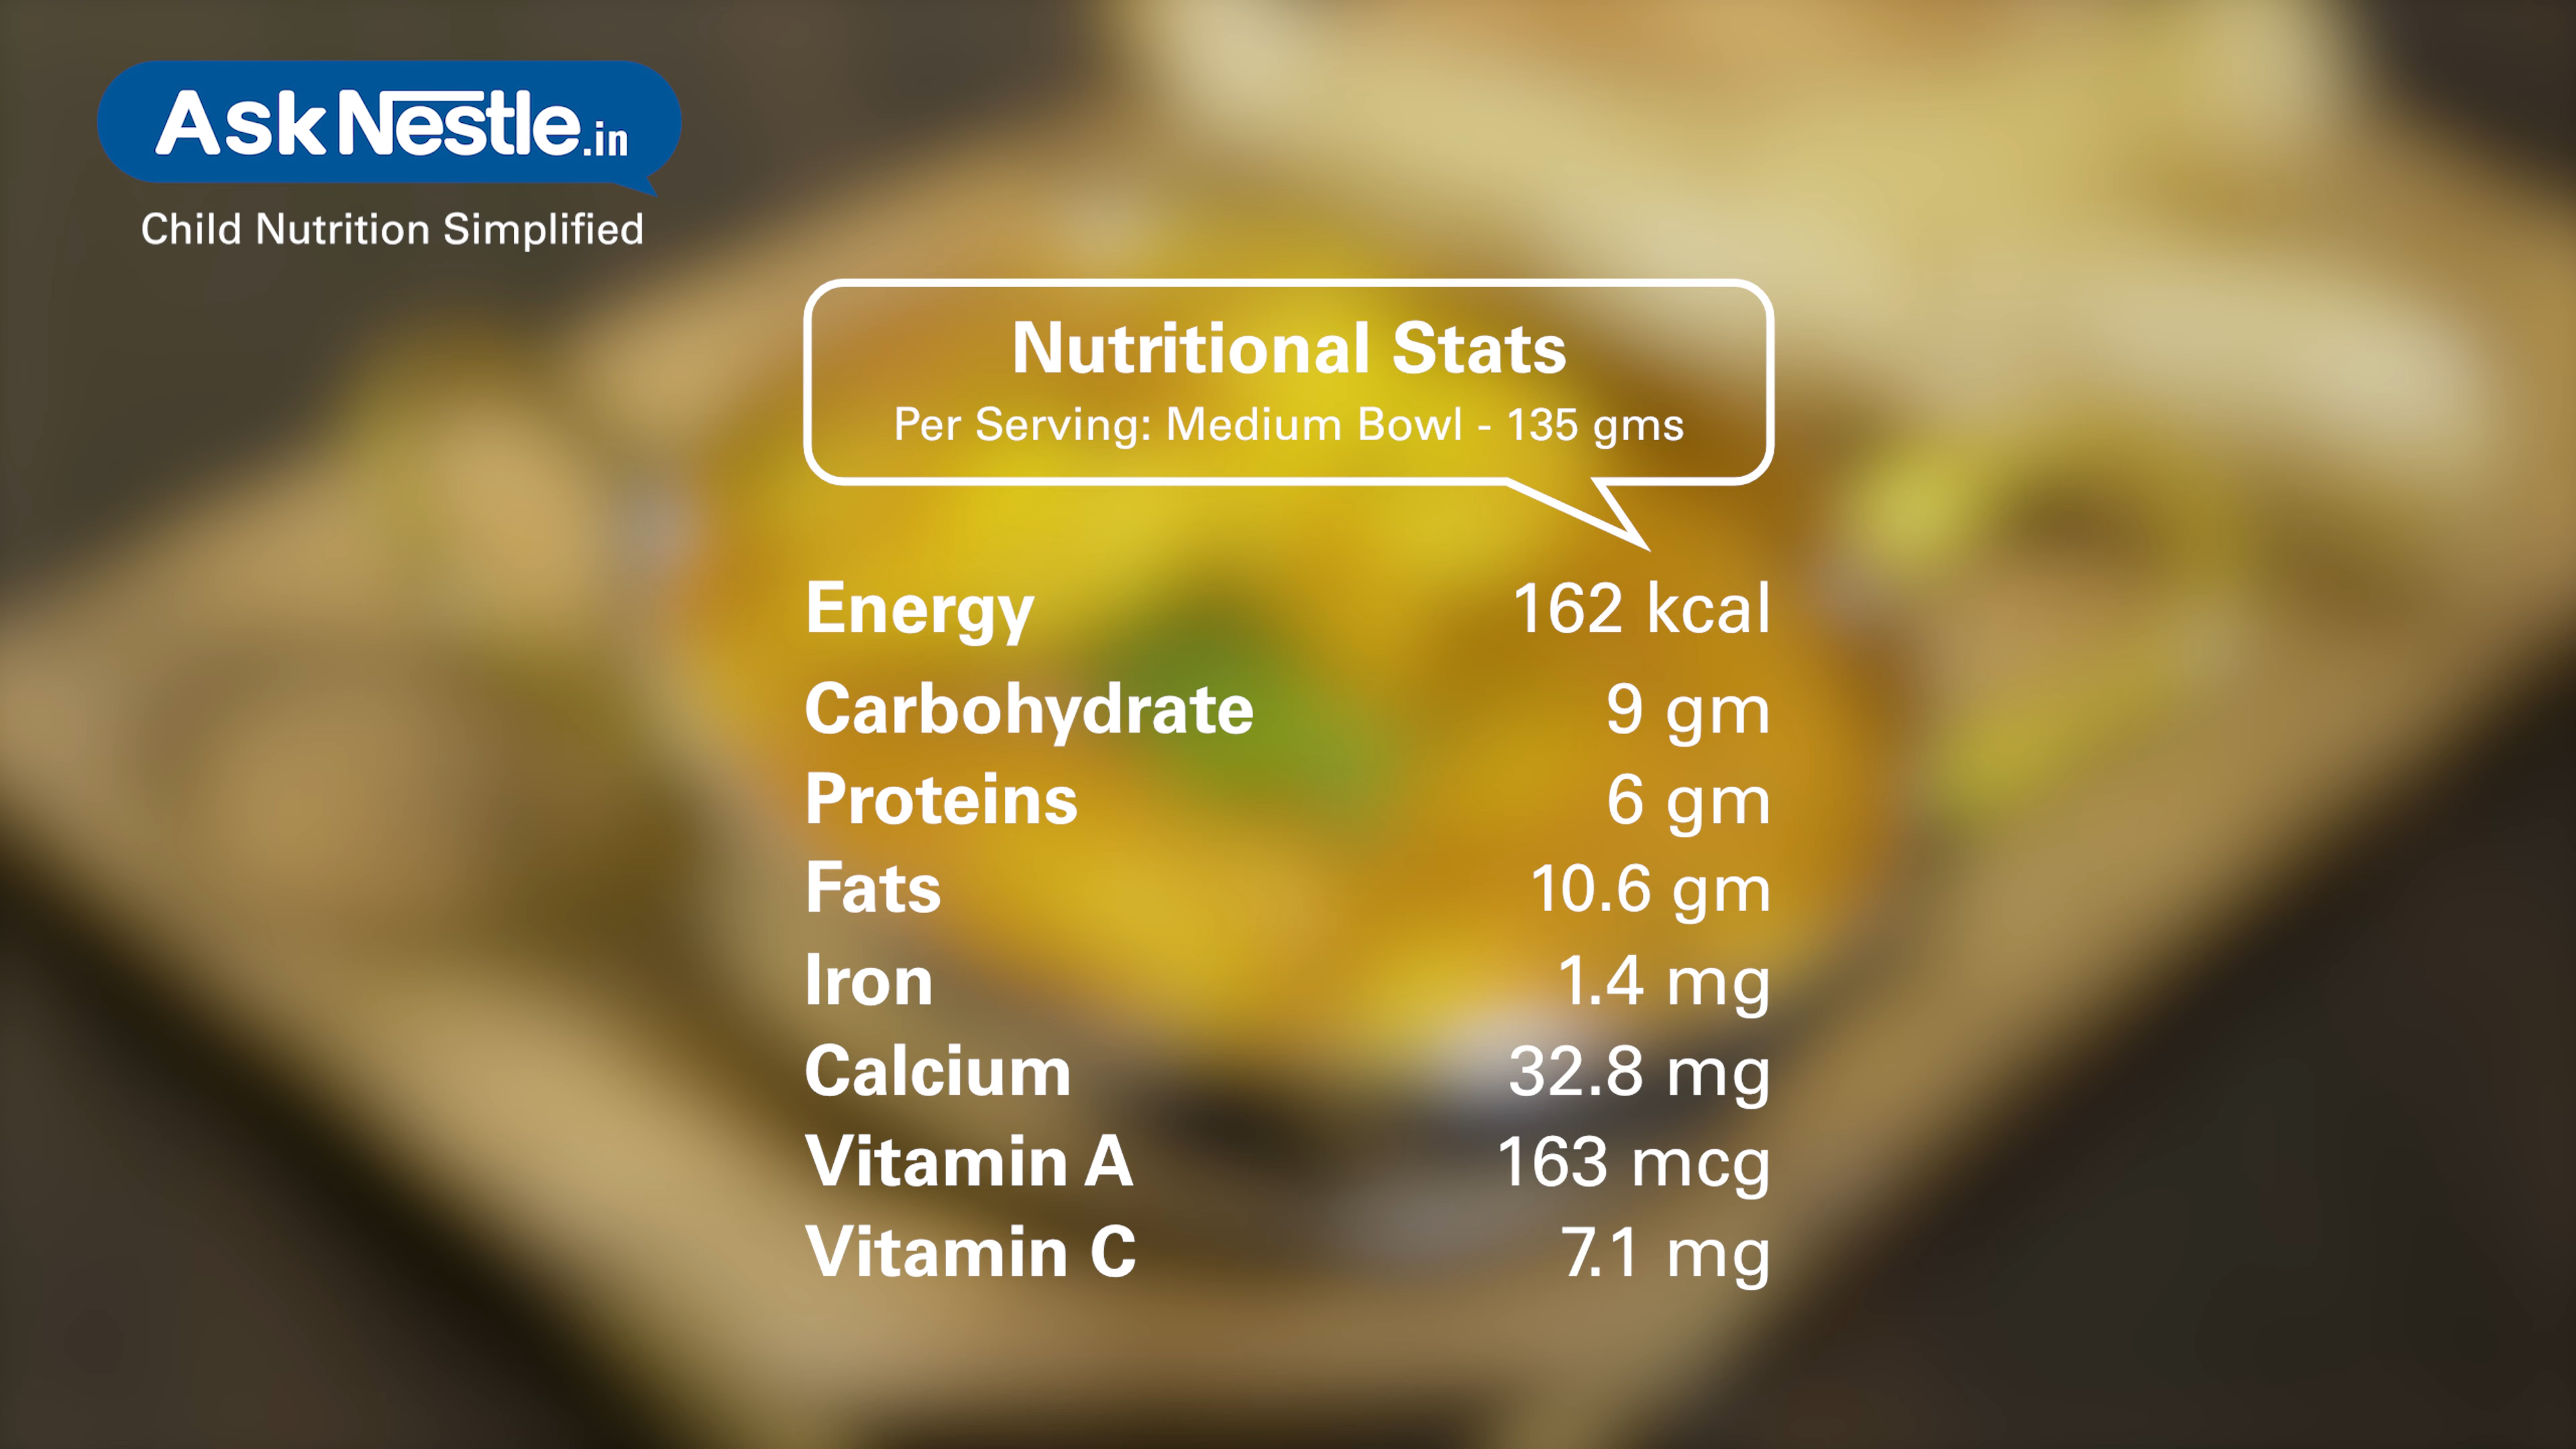 AskNestle.in
Child Nutrition Simplified
Nutritional Stats
Per Serving: Medium Bowl - 135 gms
Energy 162 kcal
Carbohydrate 9 gm
Proteins 6 gm
Fats 10.6 gm
Iron 1.4 mg
Calcium 32.8 mg
Vitamin A 163 mcg
Vitamin C 7.1 mg